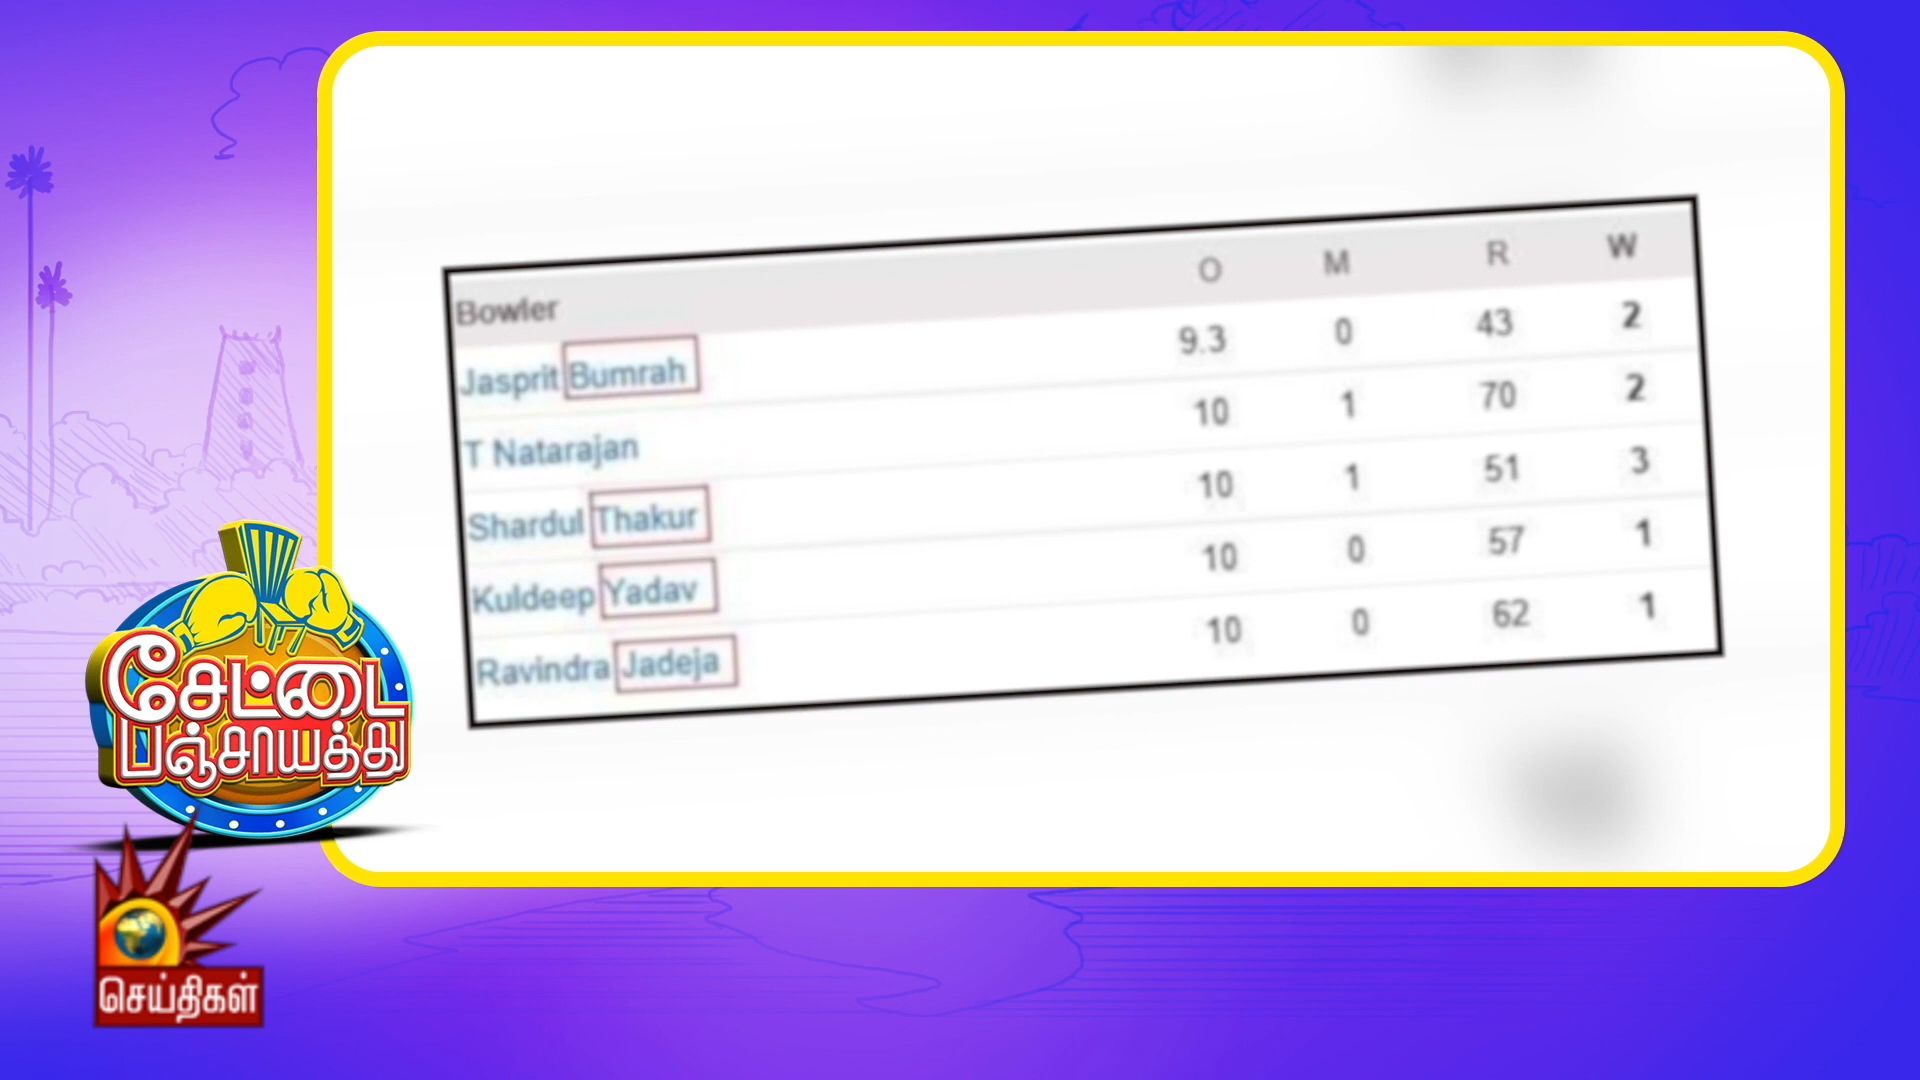 Bowler O M R W
Jasprit Bumrah 9.3 0 43 2
T Natarajan 10 1 70 2
Shardul Thakur 10 1 51 3
Kuldeep Yadav 10 0 57 1
Ravindra Jadeja 10 0 62 1
சேட்டை
பஞ்சாயத்து
செய்திகள்